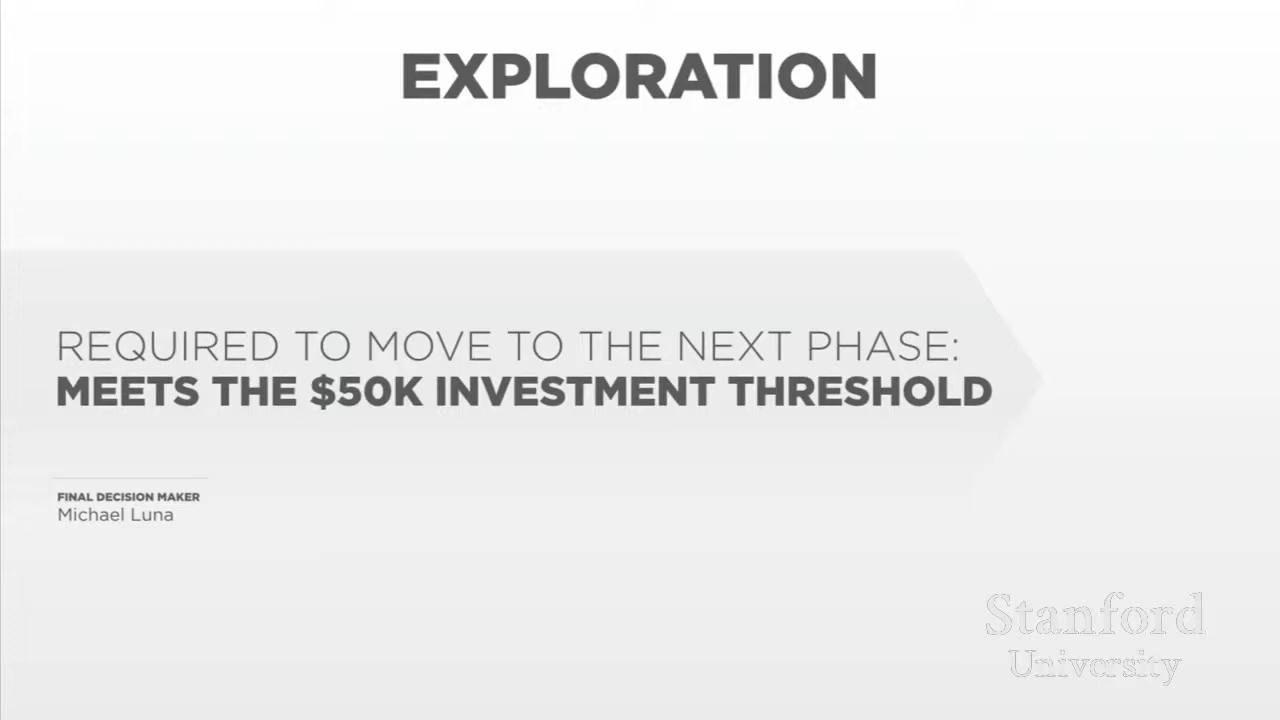 EXPLORATION
REQUIRED TO MOVE TO THE NEXT PHASE:
MEETS THE $50K INVESTMENT THRESHOLD
FINAL DECISION MAKER
Michael Luna
Stanford
University